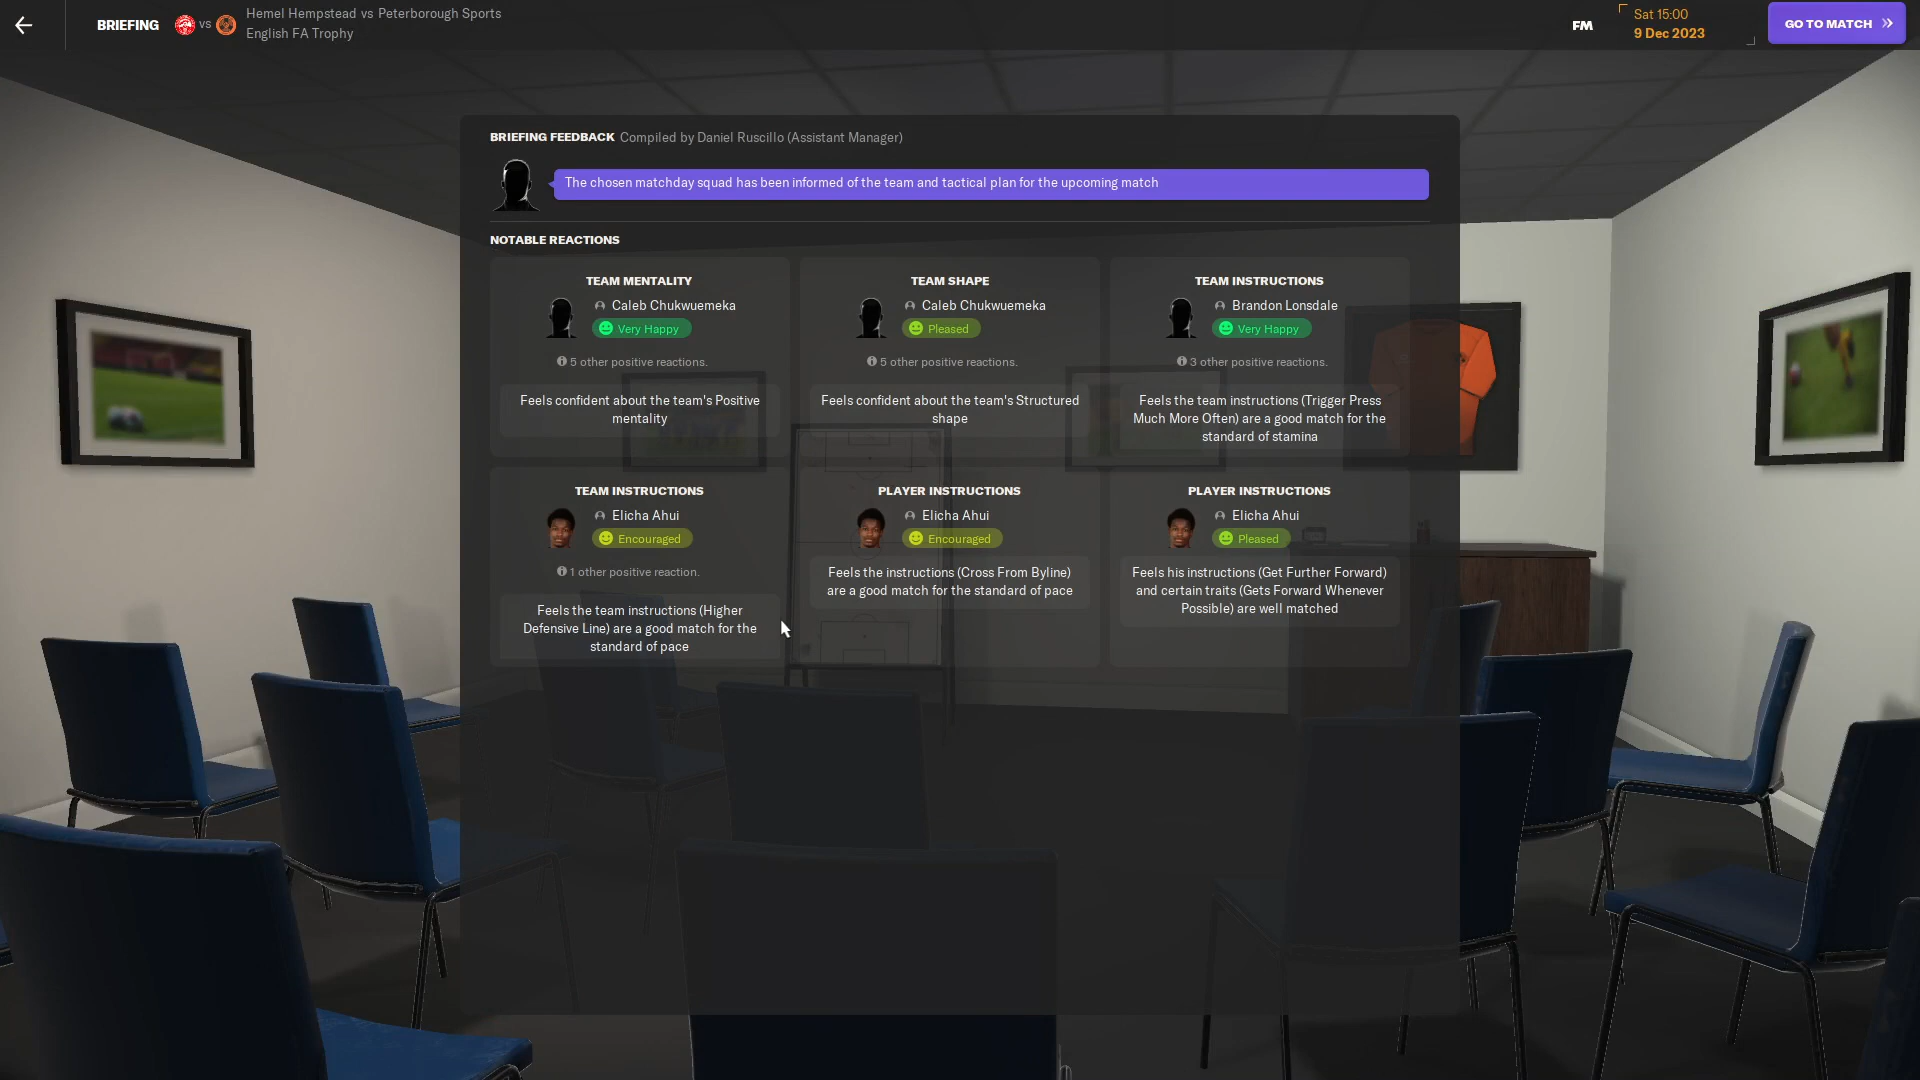 BRIEFING
vs
Hemel Hempstead vs Peterborough Sports
English FA Trophy
FM
Sat 15:00
9 Dec 2023
GO TO MATCH
BRIEFING FEEDBACK Compiled by Daniel Ruscillo (Assistant Manager)
The chosen matchday squad has been informed of the team and tactical plan for the upcoming match
NOTABLE REACTIONS
TEAM MENTALITY
Caleb Chukwuemeka
Very Happy
5 other positive reactions.
Feels confident about the team's Positive
mentality
TEAM SHAPE
Caleb Chukwuemeka
Pleased
5 other positive reactions.
Feels confident about the team's Structured
shape
TEAM INSTRUCTIONS
Brandon Lonsdale
Very Happy
3 other positive reactions.
Feels the team instructions (Trigger Press
Much More Often) are a good match for the
standard of stamina
TEAM INSTRUCTIONS
Elicha Ahui
Encouraged
1 other positive reaction.
Feels the team instructions (Higher
Defensive Line) are a good match for the
standard of pace
PLAYER INSTRUCTIONS
Elicha Ahui
Encouraged
Feels the instructions (Cross From Byline)
are a good match for the standard of pace
PLAYER INSTRUCTIONS
Elicha Ahui
Pleased
Feels his instructions (Get Further Forward)
and certain traits (Gets Forward Whenever
Possible) are well matched